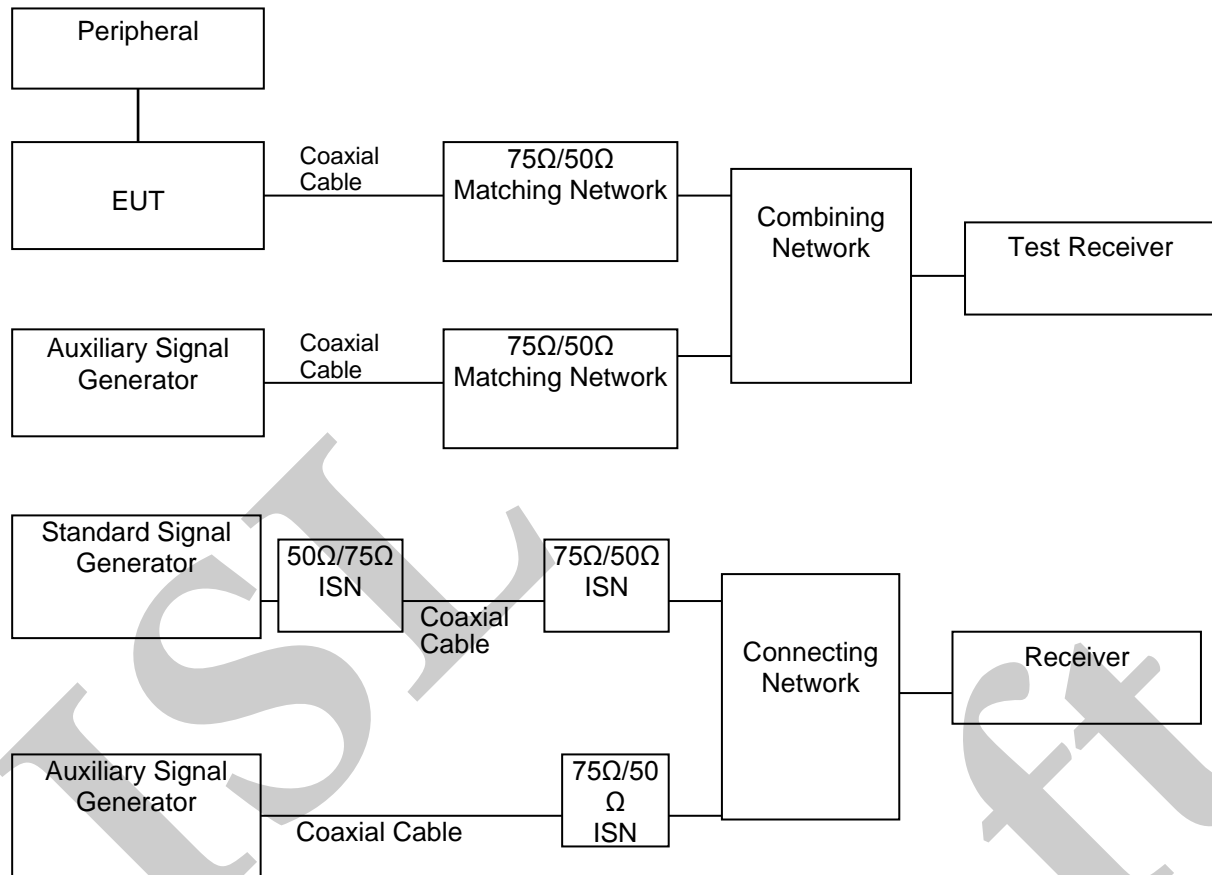 Peripheral
EUT
Coaxial
Cable
75Ω/50Ω
Matching Network
Combining
Network
Test Receiver
Auxiliary Signal
Generator
Coaxial
Cable
75Ω/50Ω
Matching Network
Standard Signal
Generator
50Ω/75Ω
ISN
Coaxial
Cable
75Ω/50Ω
ISN
Connecting
Network
Receiver
Auxiliary Signal
Generator
Coaxial Cable
75Ω/50
Ω
ISN
ISL
ft